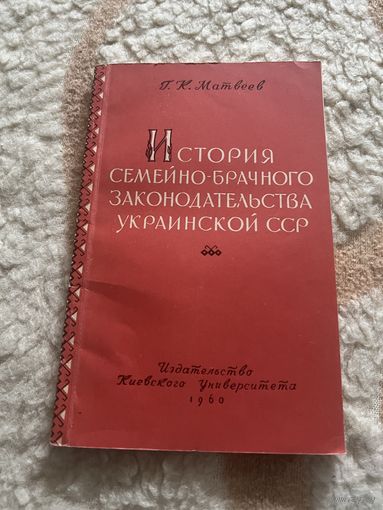 Г. К. Матвеев
ИСТОРИЯ
СЕМЕЙНО-БРАЧНОГО
ЗАКОНОДАТЕЛЬСТВА
УКРАИНСКОЙ ССР
Издательство
Киевского Университета
1960